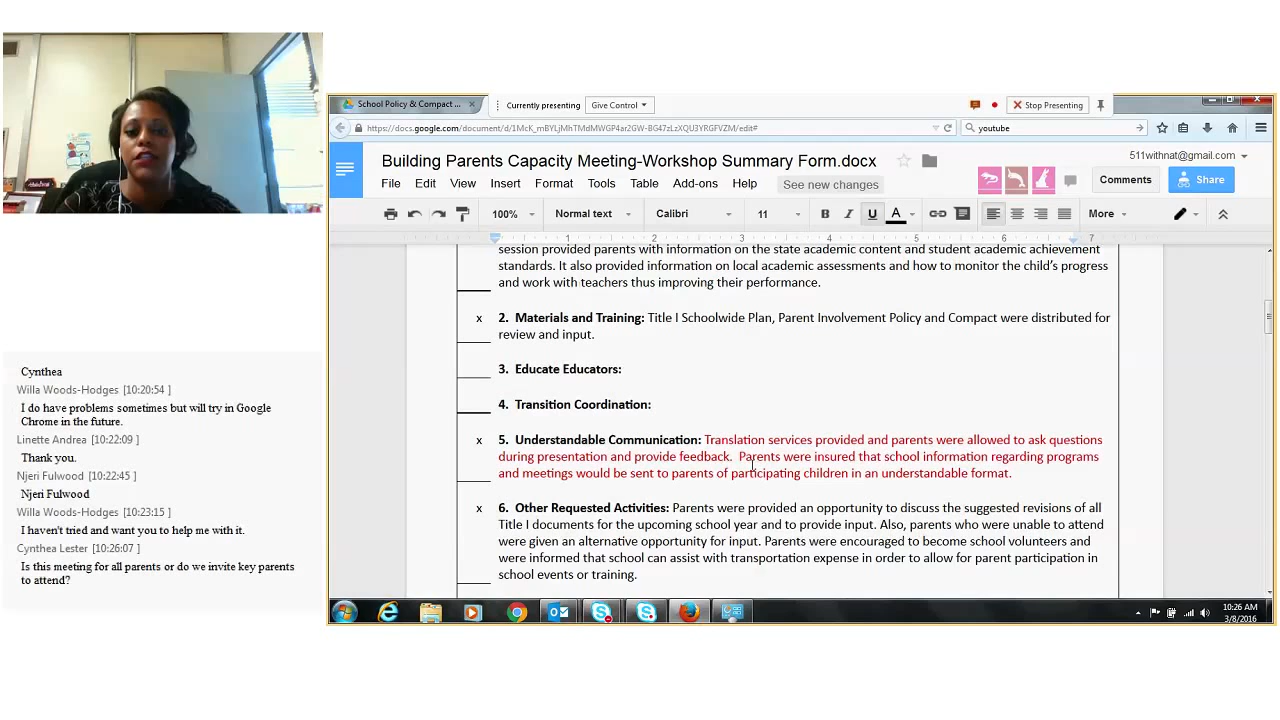 School Policy & Compact ...
Currently presenting
Give Control
Stop Presenting
https://docs.google.com/document/d/1McK_mBYLjMhTMdMWGP4ar2GW-BG47zLzXQU3YRGFVZM/edit#
youtube
Building Parents Capacity Meeting-Workshop Summary Form.docx
511withnat@gmail.com
File Edit View Insert Format Tools Table Add-ons Help See new changes
Comments
Share
100% Normal text Calibri 11 B I U A More
1 2 3 4 5 6 7
session provided parents with information on the state academic content and student academic achievement
standards. It also provided information on local academic assessments and how to monitor the child's progress
and work with teachers thus improving their performance.
x 2. Materials and Training: Title I Schoolwide Plan, Parent Involvement Policy and Compact were distributed for
review and input.
3. Educate Educators:
4. Transition Coordination:
x 5. Understandable Communication: Translation services provided and parents were allowed to ask questions
during presentation and provide feedback. Parents were insured that school information regarding programs
and meetings would be sent to parents of participating children in an understandable format.
x 6. Other Requested Activities: Parents were provided an opportunity to discuss the suggested revisions of all
Title I documents for the upcoming school year and to provide input. Also, parents who were unable to attend
were given an alternative opportunity for input. Parents were encouraged to become school volunteers and
were informed that school can assist with transportation expense in order to allow for parent participation in
school events or training.
10:26 AM
3/8/2016
Cynthea
Willa Woods-Hodges [10:20:54 ]
I do have problems sometimes but will try in Google
Chrome in the future.
Linette Andrea [10:22:09 ]
Thank you.
Njeri Fulwood [10:22:45 ]
Njeri Fulwood
Willa Woods-Hodges [10:23:15 ]
I haven't tried and want you to help me with it.
Cynthea Lester [10:26:07 ]
Is this meeting for all parents or do we invite key parents
to attend?